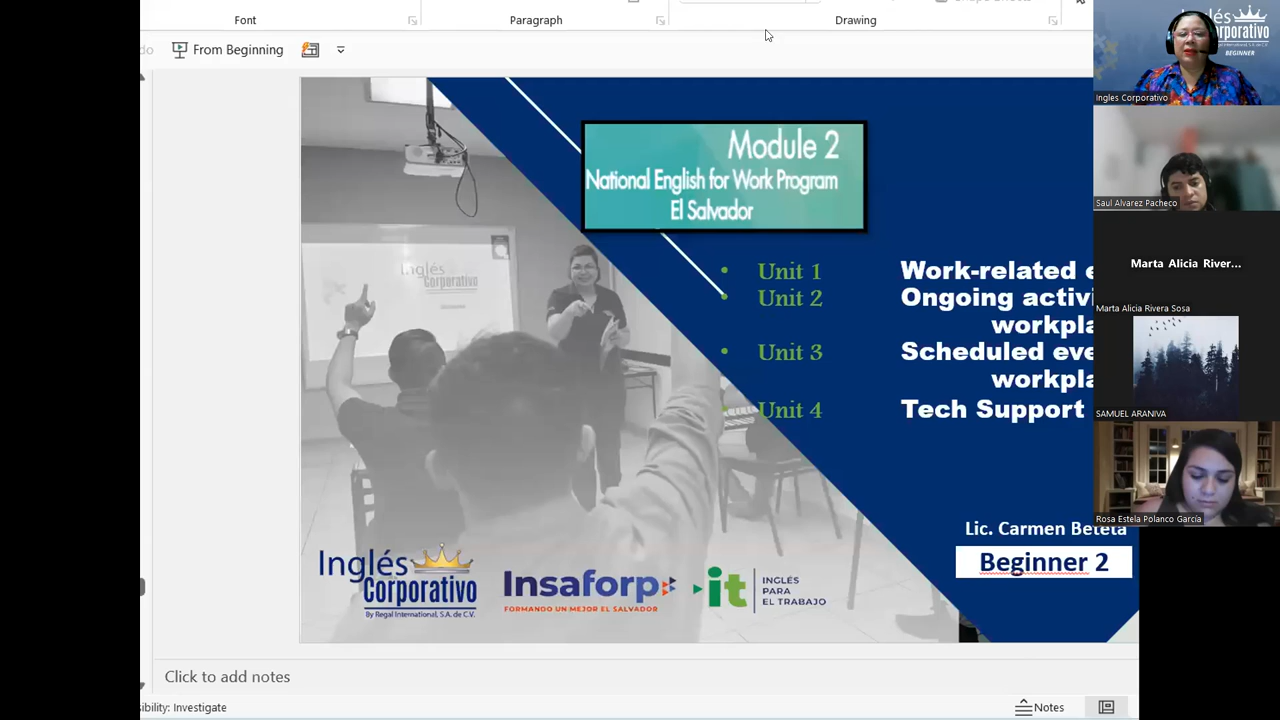 Font
Paragraph
Drawing
From Beginning
Module 2
National English for Work Program
El Salvador
• Unit 1 Work-related e
• Unit 2 Ongoing activi
workpla
• Unit 3 Scheduled eve
workpla
• Unit 4 Tech Support
Lic. Carmen Beteta
Beginner 2
Inglés
Corporativo
By Regal International, S.A. de C.V.
Insaforp
FORMANDO UN MEJOR EL SALVADOR
it
INGLÉS
PARA
EL TRABAJO
Inglés
Corporativo
Click to add notes
ibility: Investigate
Notes
Inglés
orporativo
BEGINNER
Ingles Corporativo
Saul Alvarez Pacheco
Marta Alicia River...
Marta Alicia Rivera Sosa
SAMUEL ARANIVA
Rosa Estela Polanco García